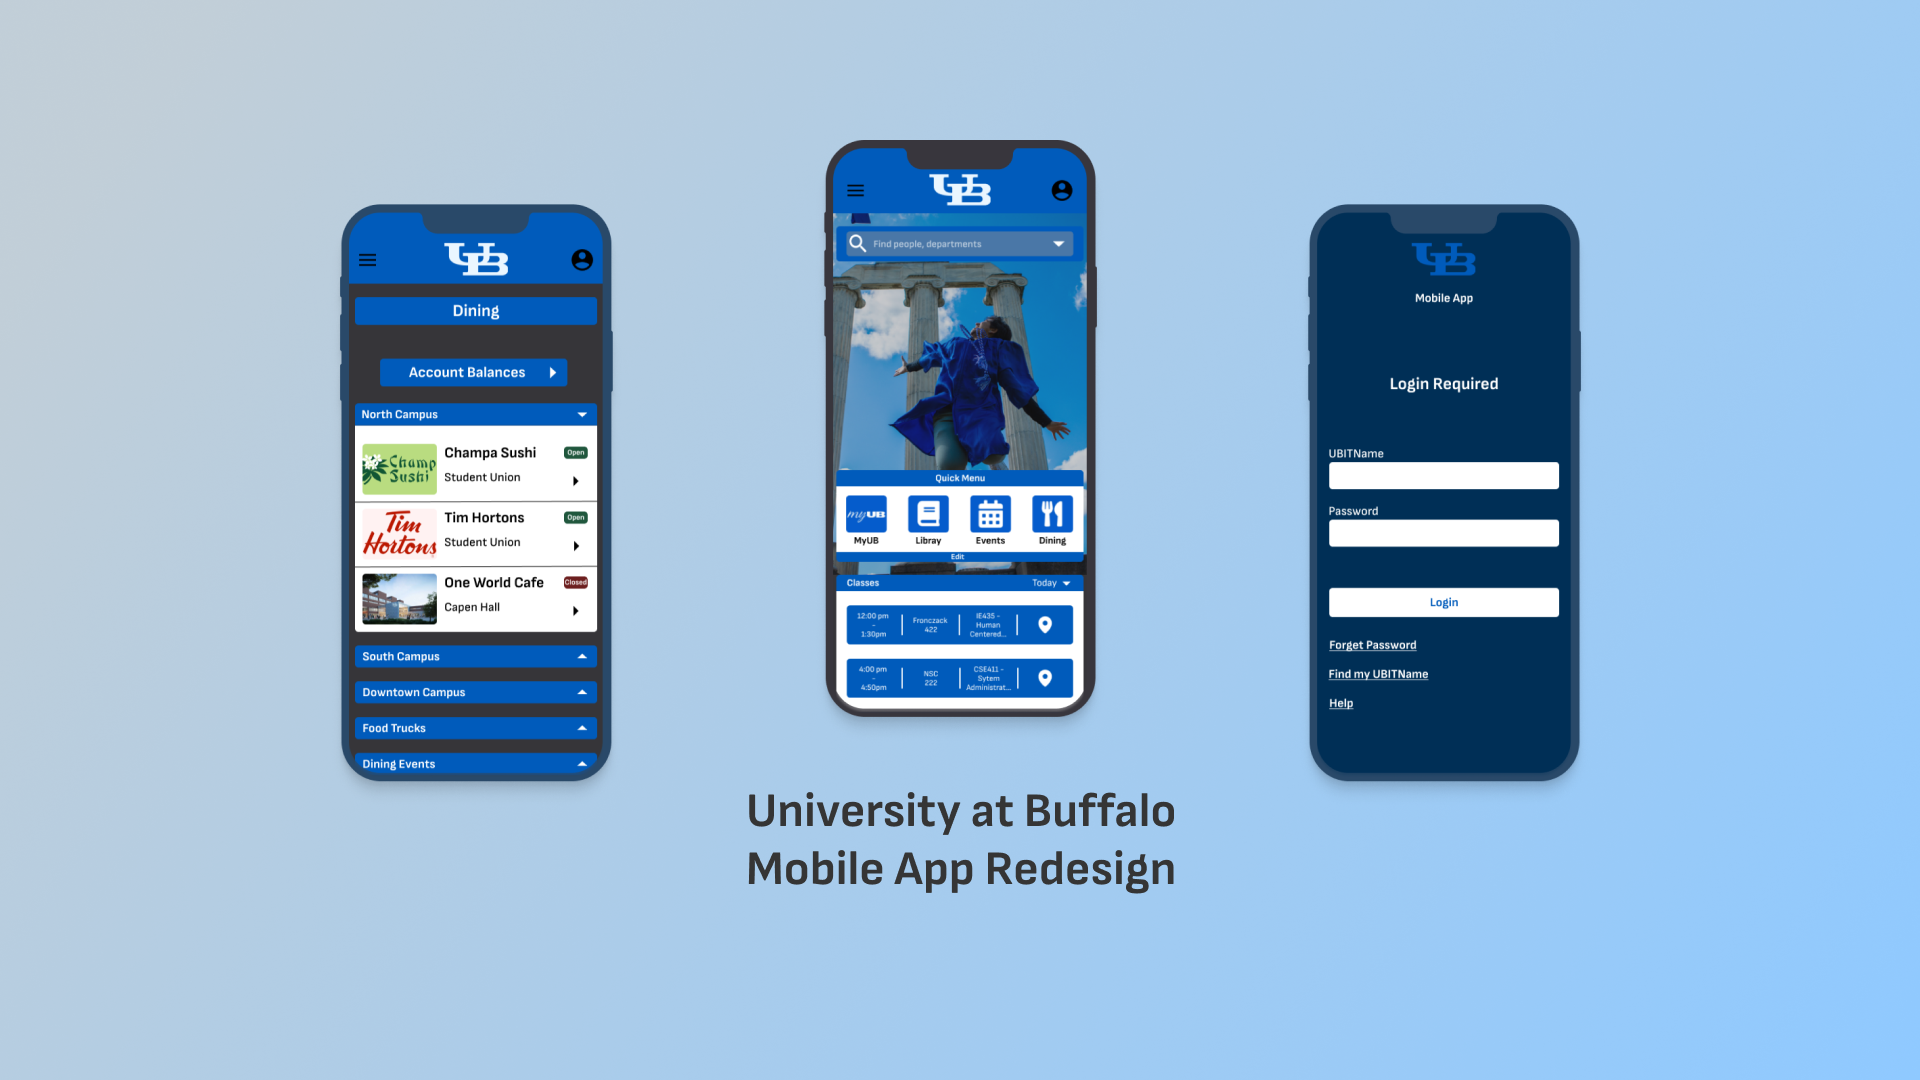 UB
Dining
Account Balances
North Campus
Champ
Sushi
Champa Sushi
Open
Student Union
Tim
Hortons
Tim Hortons
Open
Student Union
One World Cafe
Closed
Capen Hall
South Campus
Downtown Campus
Food Trucks
Dining Events
UB
Find people, departments
Quick Menu
myUB
MyUB
Libray
Events
Dining
Edit
Classes
Today
12:00 pm
-
1:30pm
Fronczack
422
IE435 -
Human
Centered...
4:00 pm
-
4:50pm
NSC
222
CSE411 -
Sytem
Administrat...
UB
Mobile App
Login Required
UBITName
Password
Login
Forget Password
Find my UBITName
Help
University at Buffalo
Mobile App Redesign